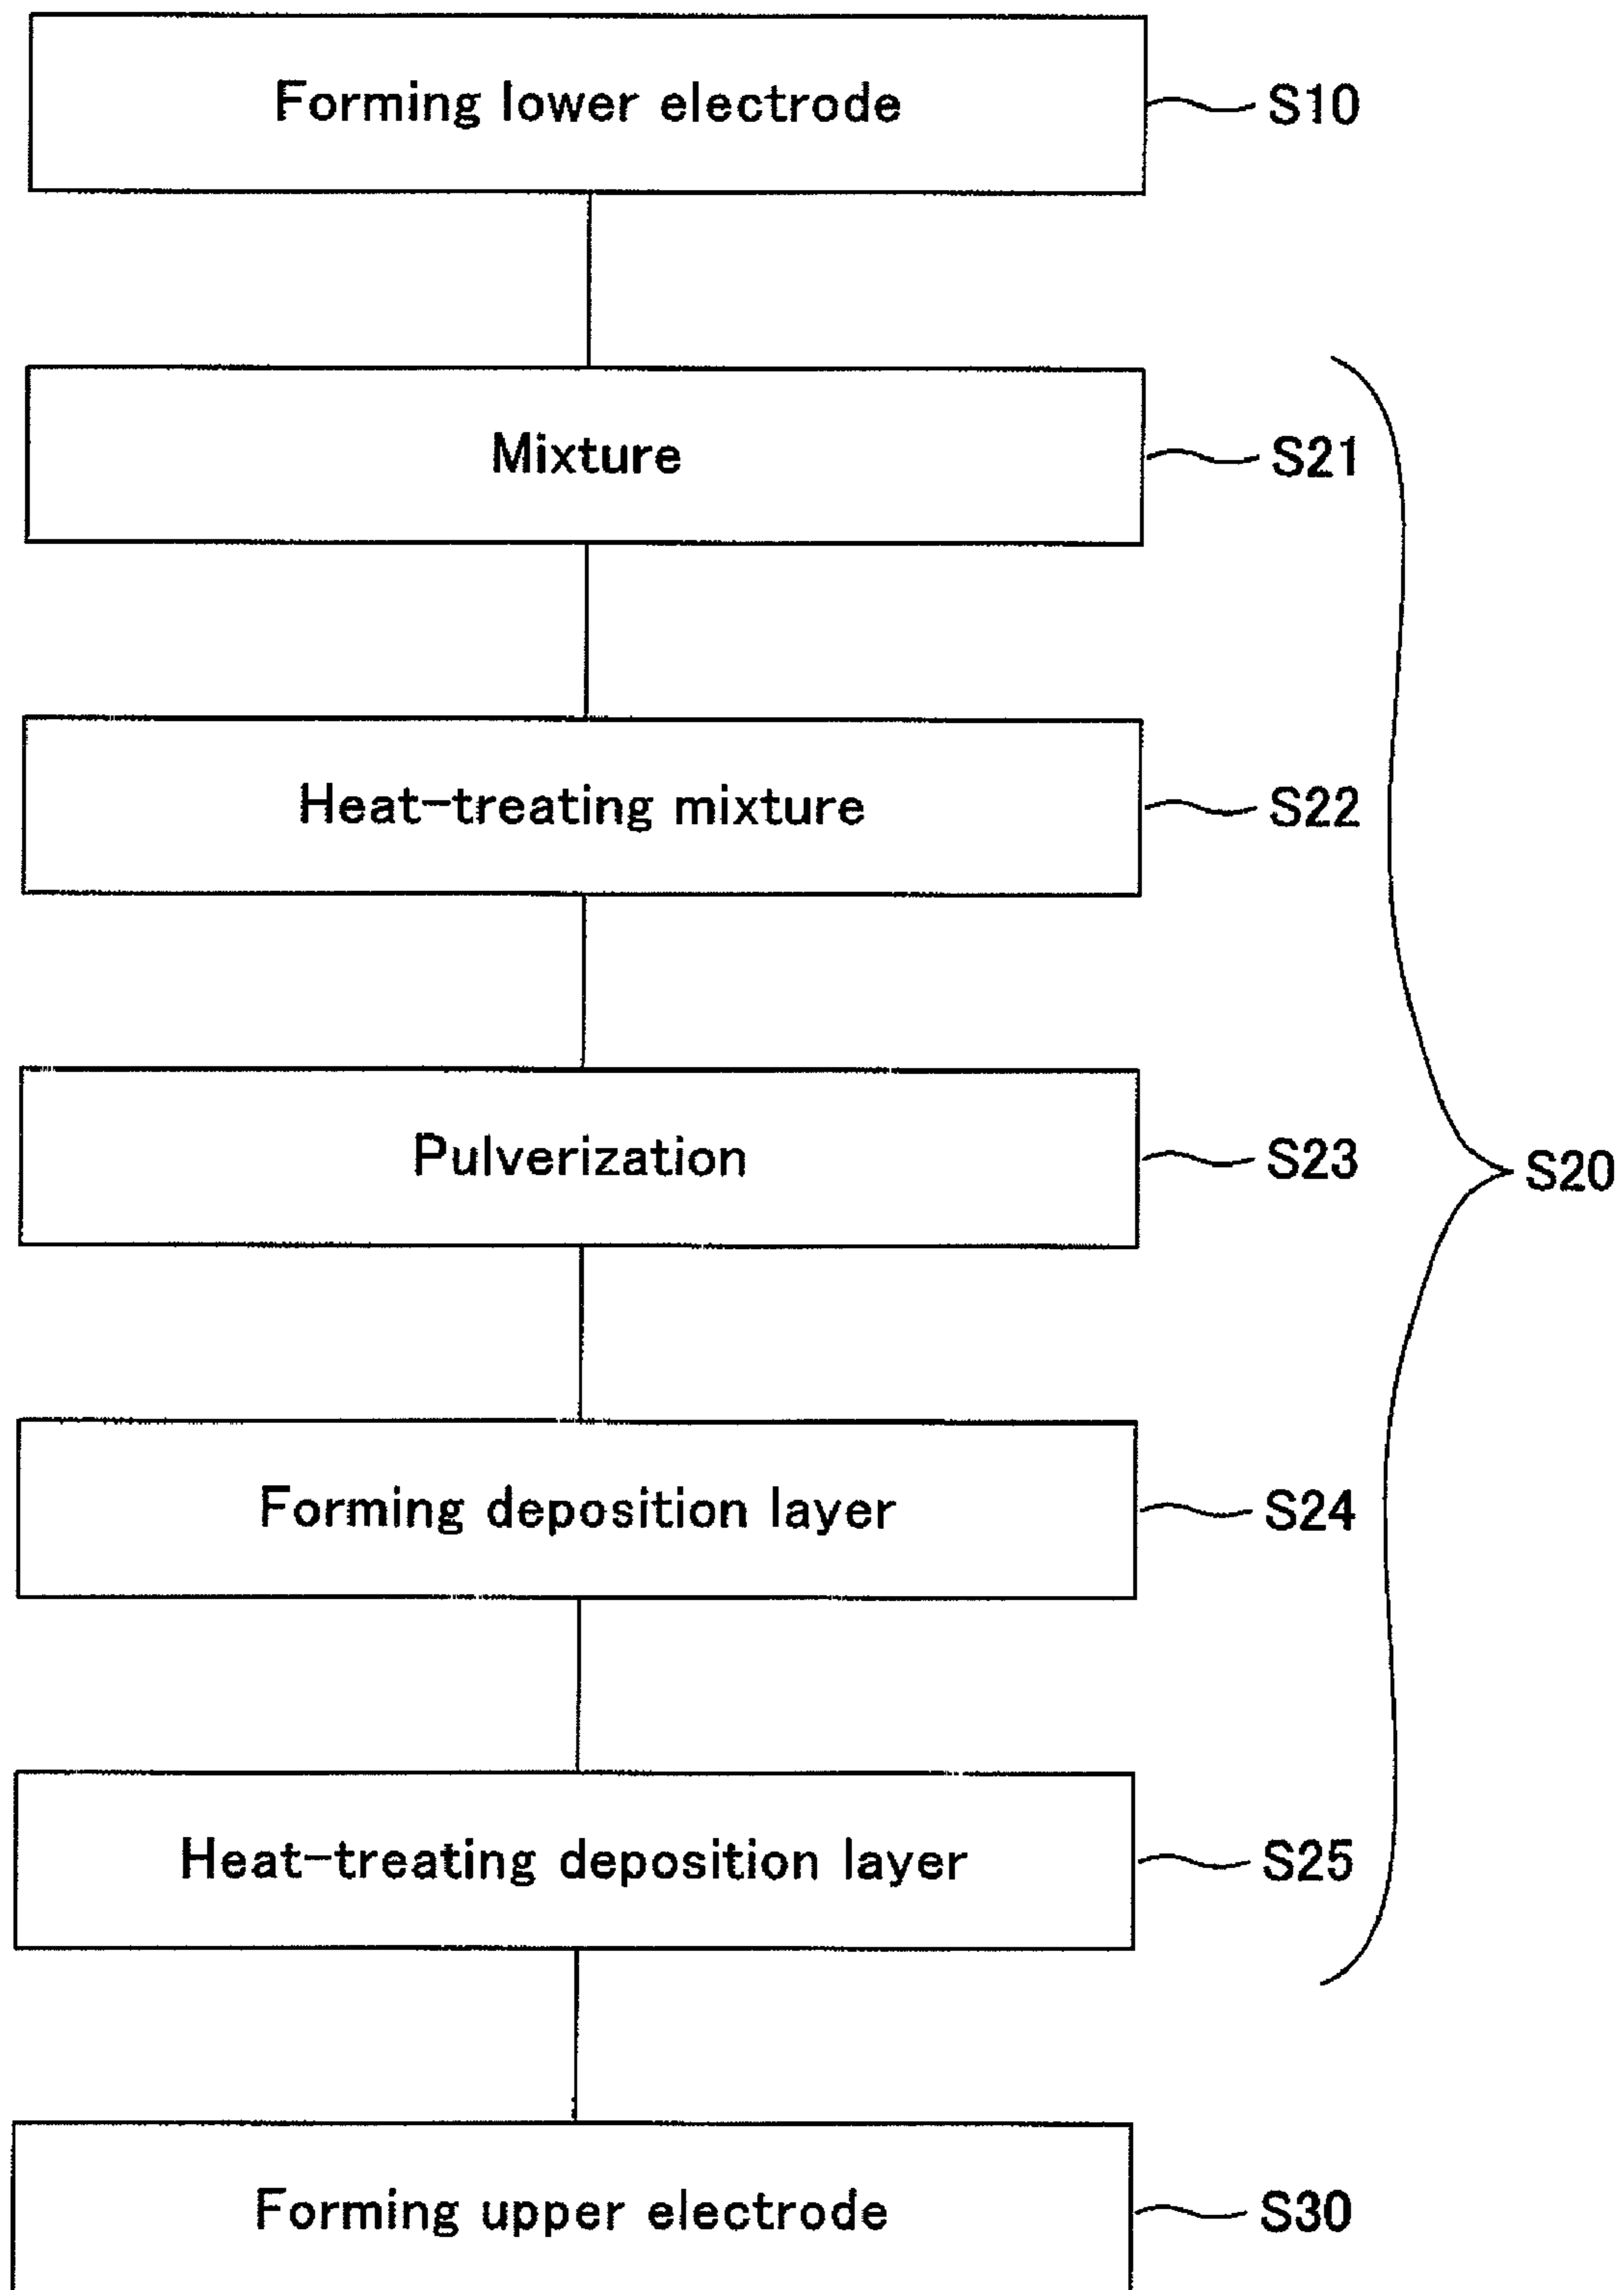 Forming lower electrode
S10
Mixture
S21
Heat-treating mixture
S22
Pulverization
S23
S20
Forming deposition layer
S24
Heat-treating deposition layer
S25
Forming upper electrode
S30